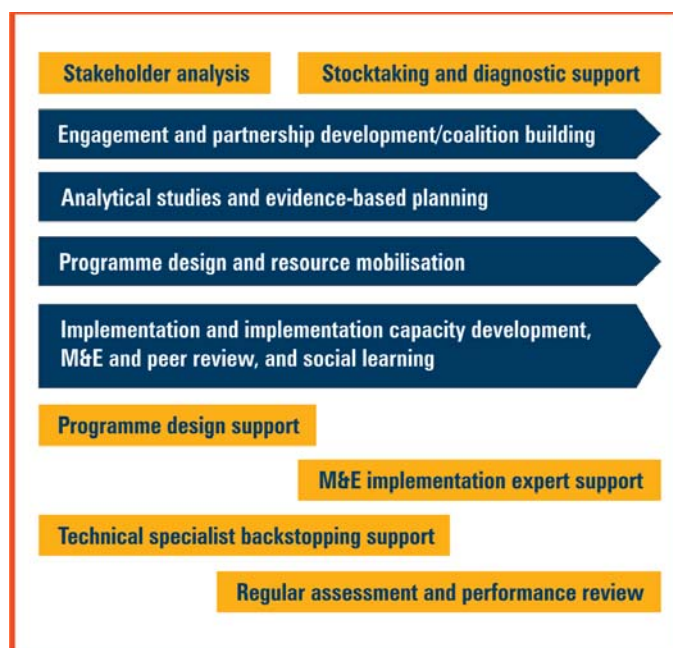 Stakeholder analysis
Stocktaking and diagnostic support
Engagement and partnership development/coalition building
Analytical studies and evidence-based planning
Programme design and resource mobilisation
Implementation and implementation capacity development,
M&E and peer review, and social learning
Programme design support
M&E implementation expert support
Technical specialist backstopping support
Regular assessment and performance review